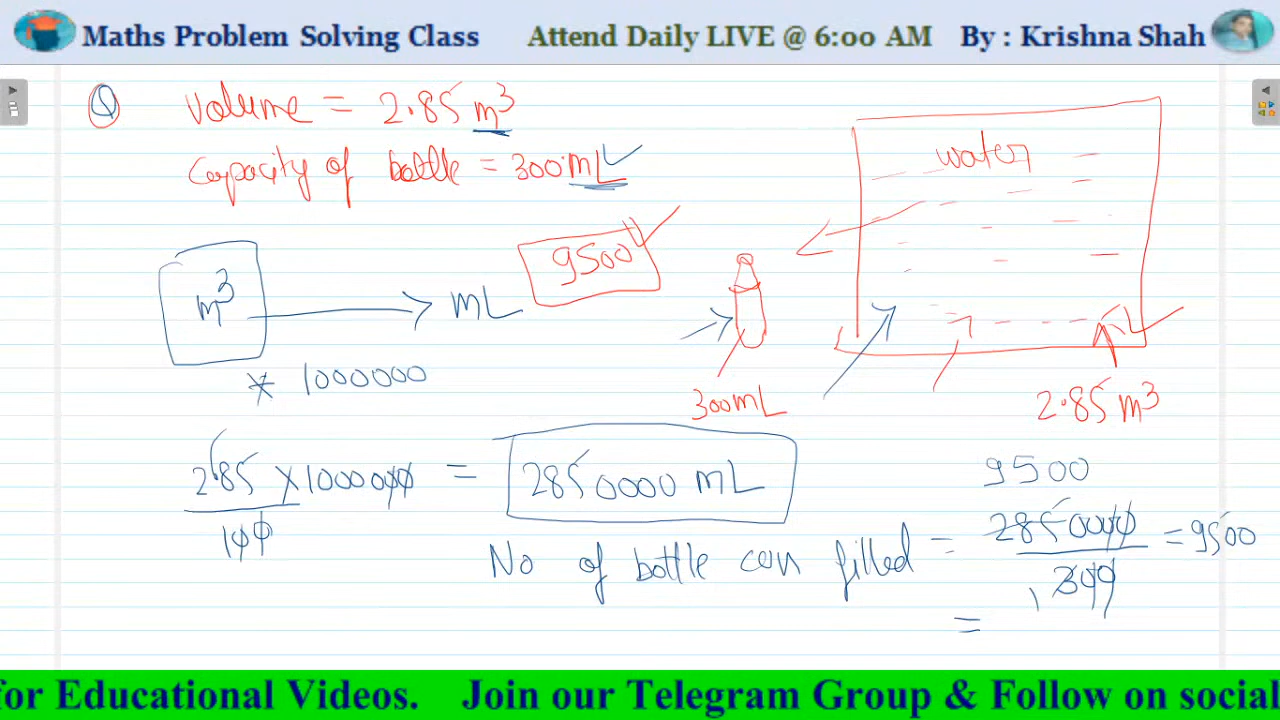 Maths Problem Solving Class Attend Daily LIVE @ 6:00 AM By : Krishna Shah
Q volume = 2.85 m³
Capacity of bottle = 300 mL
water
9500
m³ → mL
* 1000000
300mL
2.85 m³
2.85 × 1000000 / 100 = 2850000 mL
9500
No of bottle can filled = 2850000 / 300 = 9500
1
=
for Educational Videos. Join our Telegram Group & Follow on social